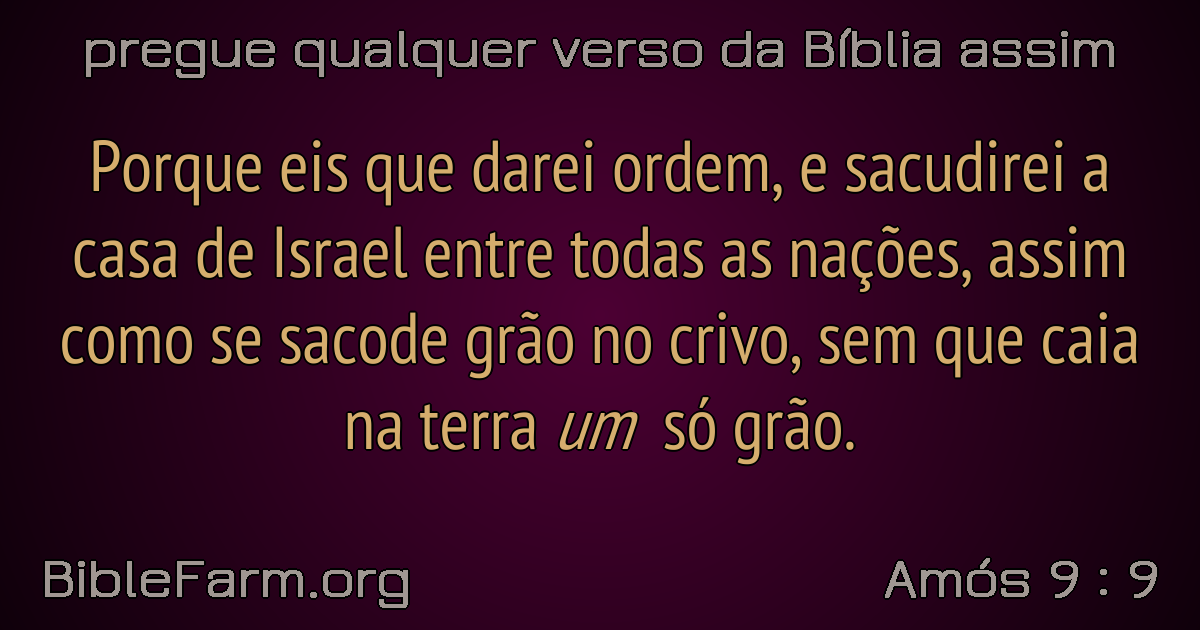 pregue qualquer verso da Bíblia assim
Porque eis que darei ordem, e sacudirei a
casa de Israel entre todas as nações, assim
como se sacode grão no crivo, sem que caia
na terra um só grão.
BibleFarm.org
Amós 9 : 9